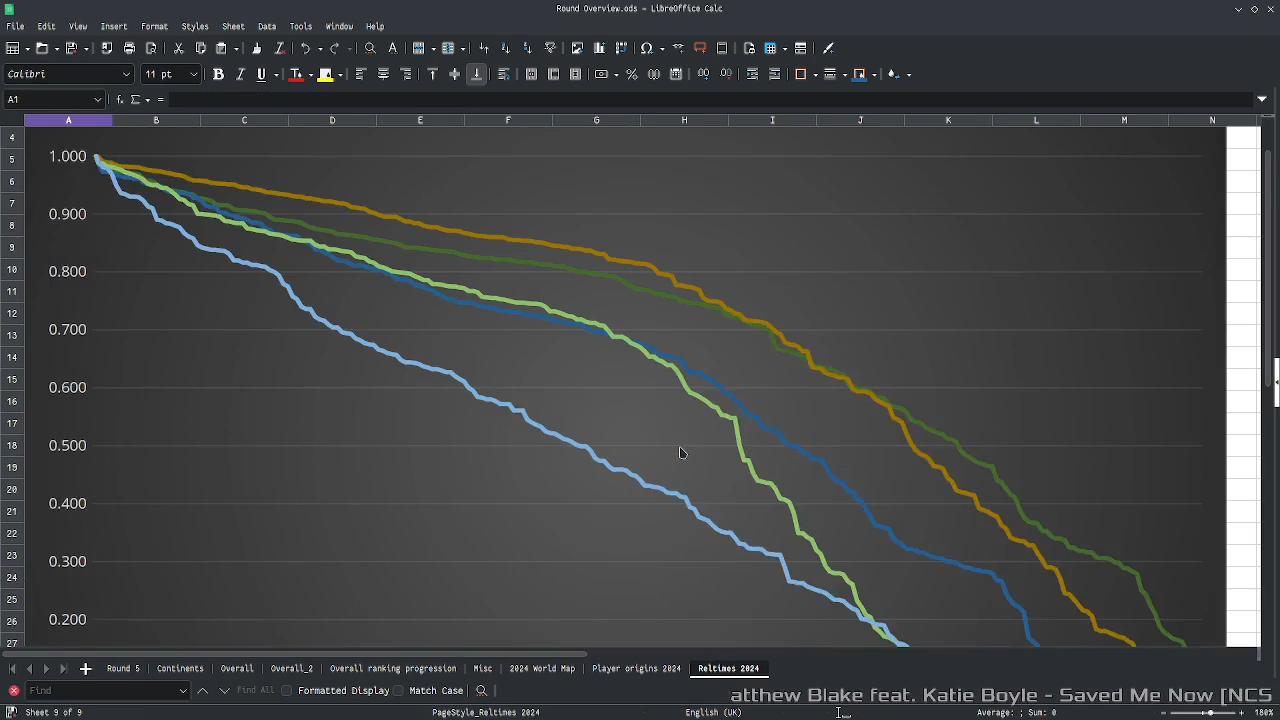 Round Overview.ods — LibreOffice Calc
File Edit View Insert Format Styles Sheet Data Tools Window Help
Calibri 11 pt
A1
A B C D E F G H I J K L M N
4
1.000 5
6
7
0.900 8
9
0.800 10
11
12
0.700 13
14
15
0.600 16
17
0.500 18
19
20
0.400 21
22
0.300 23
24
25
0.200 26
27
Round 5 Continents Overall Overall_2 Overall ranking progression Misc 2024 World Map Player origins 2024 Reltimes 2024
Find Find All Formatted Display Match Case
atthew Blake feat. Katie Boyle - Saved Me Now [NCS
Sheet 9 of 9 PageStyle_Reltimes 2024 English (UK) Average: ; Sum: 0 180%